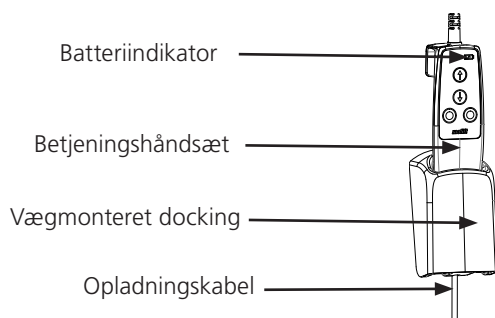 Batteriindikator
Betjeningshåndsæt
Vægmonteret docking
Opladningskabel